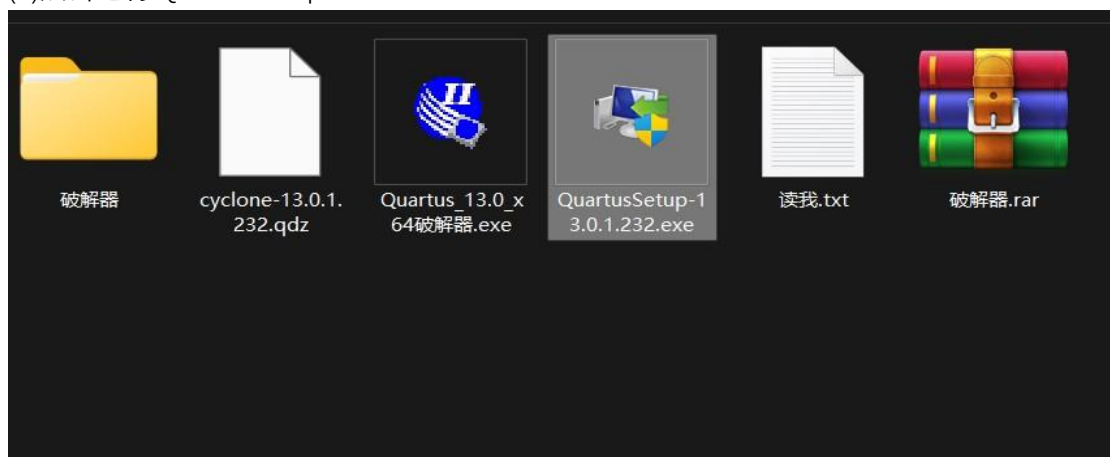 破解器
cyclone-13.0.1.
232.qdz
Quartus_13.0_x
64破解器.exe
QuartusSetup-1
3.0.1.232.exe
读我.txt
破解器.rar
II